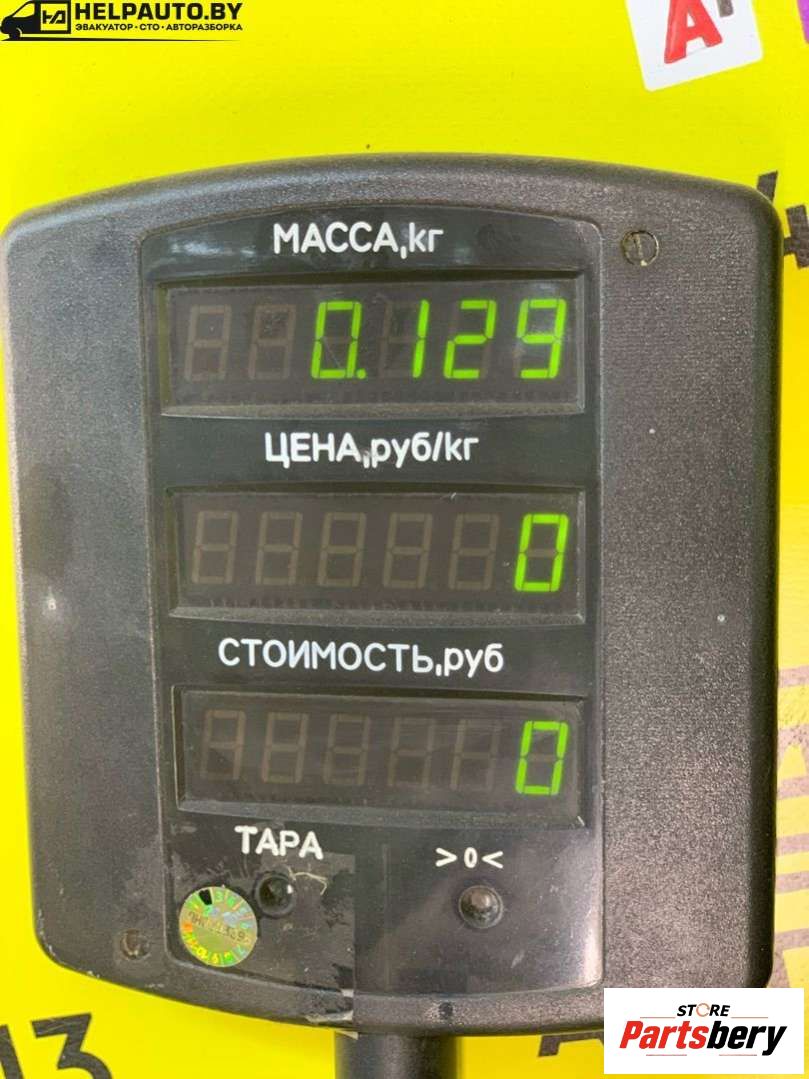 HELPAUTO.BY
ЭВАКУАТОР • СТО • АВТОРАЗБОРКА
МАССА,кг
0.129
ЦЕНА,руб/кг
0
СТОИМОСТЬ,руб
0
ТАРА
>0<
STORE
Partsbery